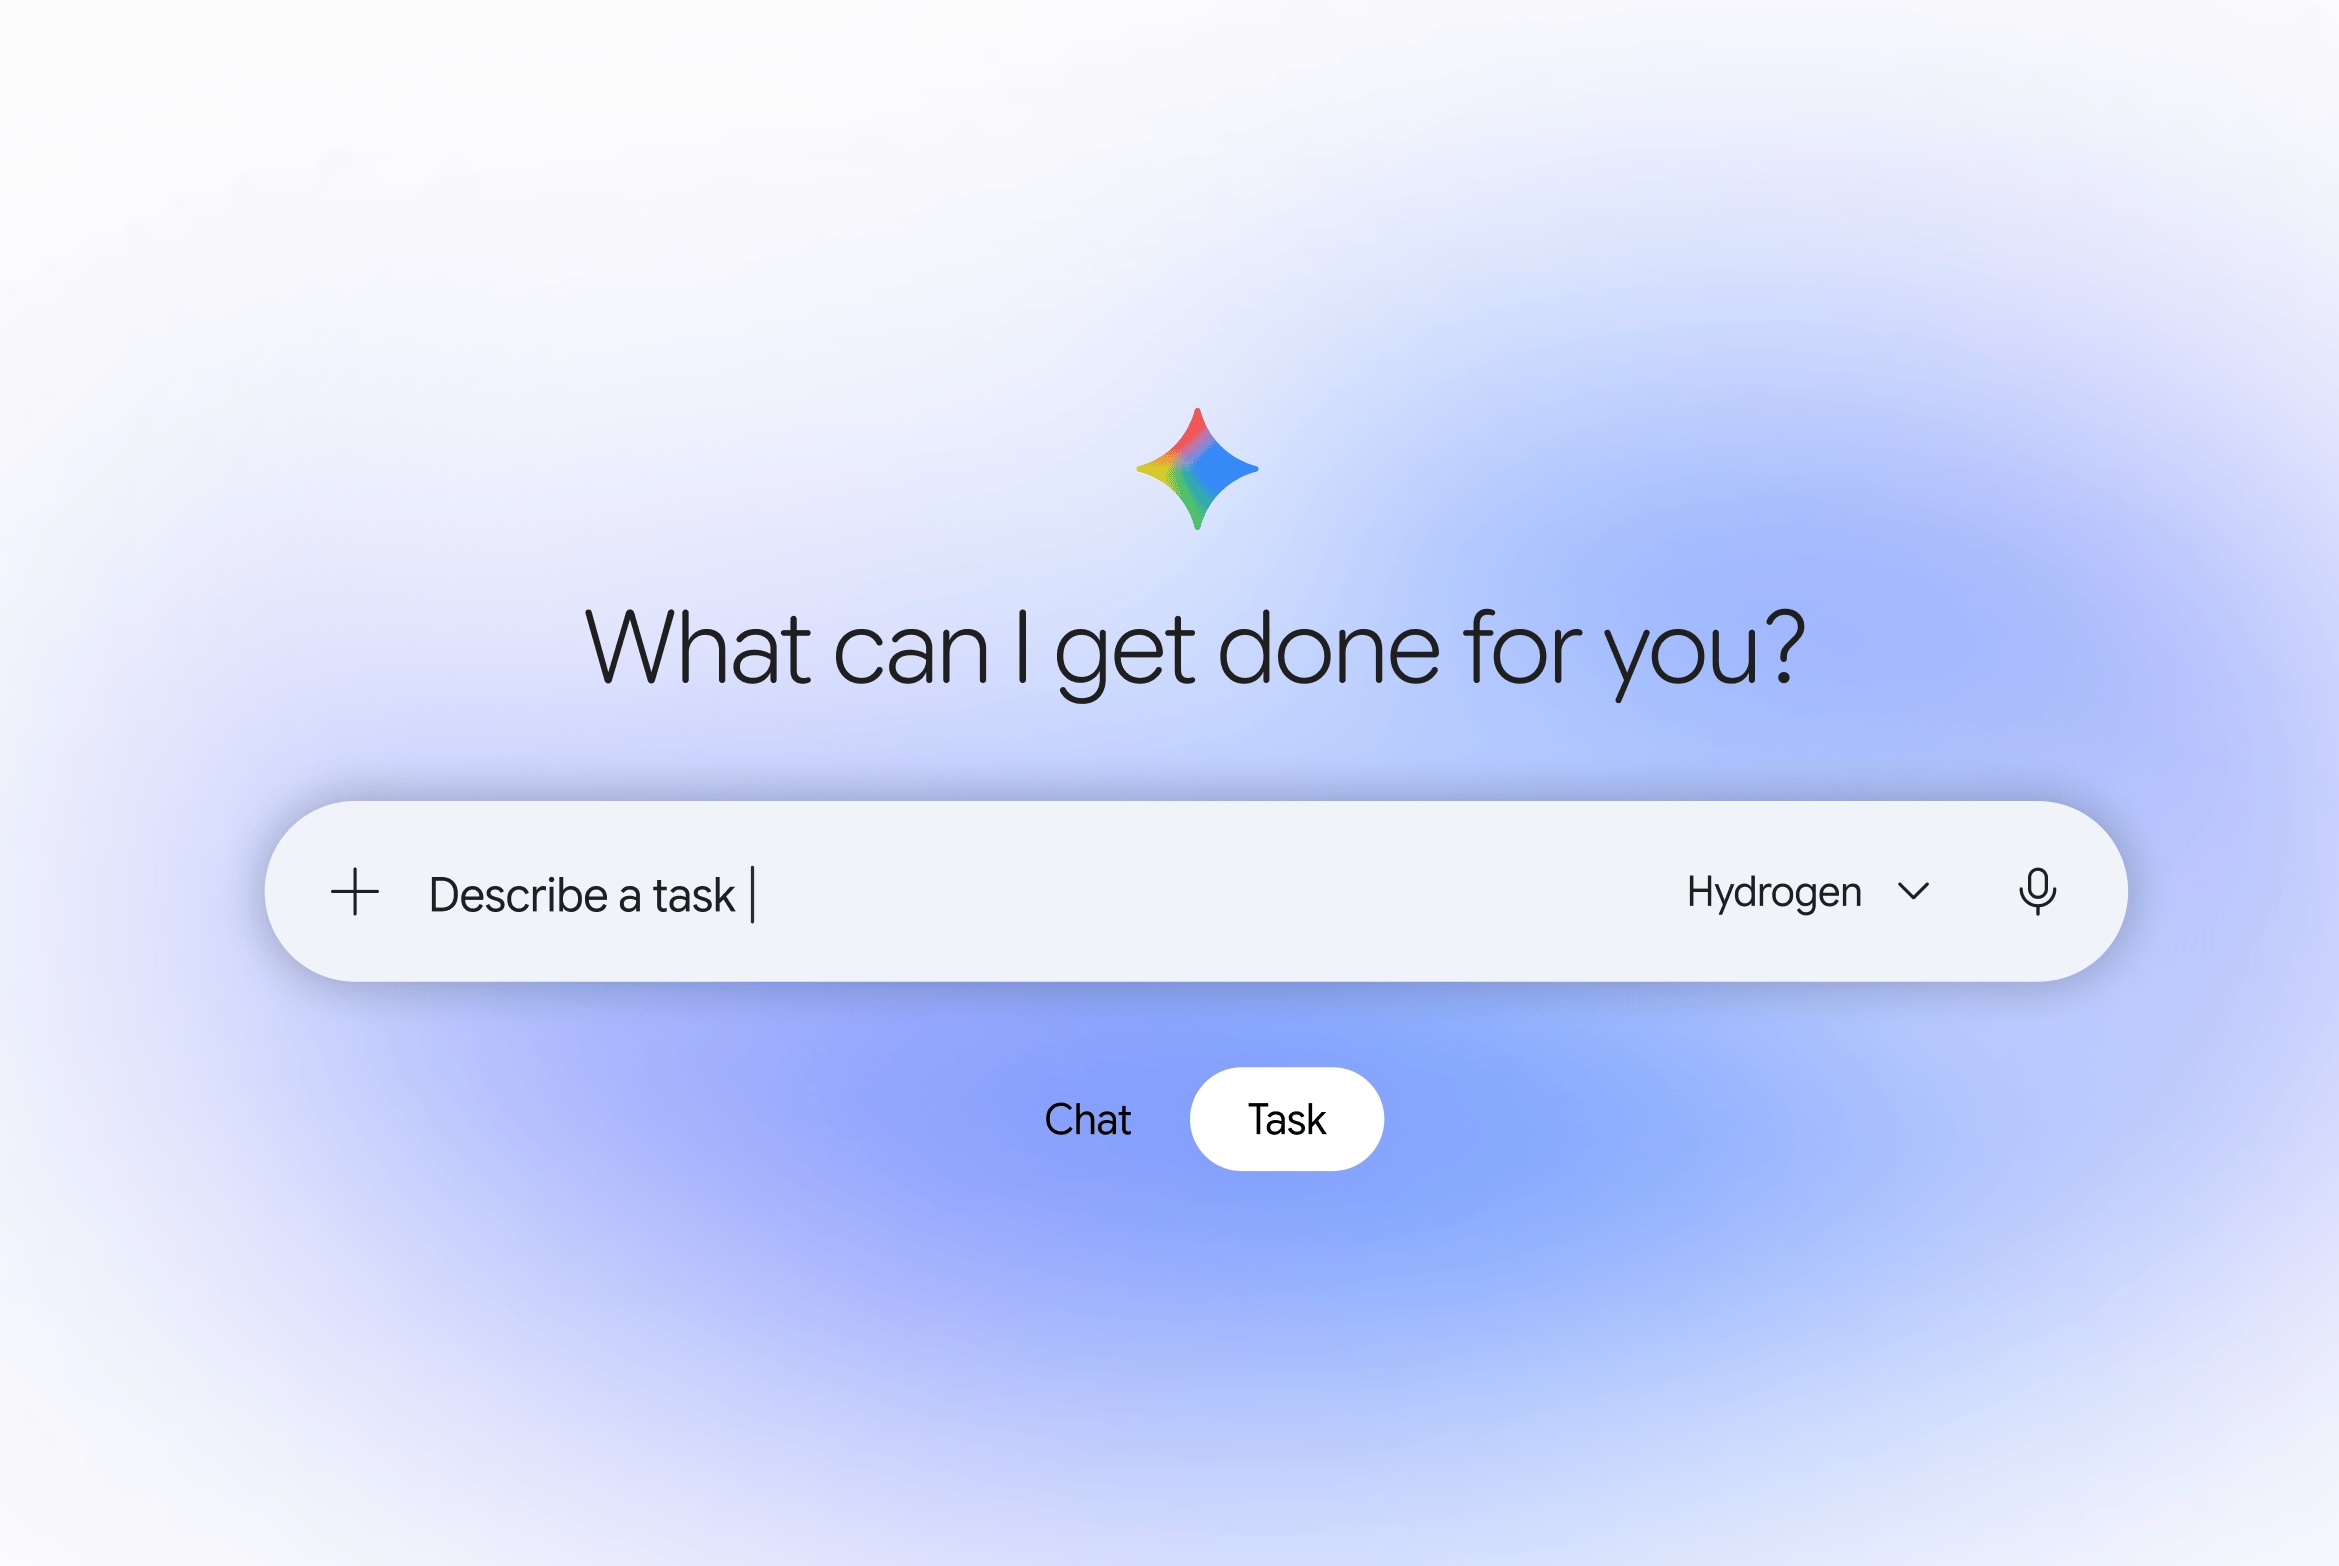 What can I get done for you?
Describe a task
Hydrogen
Chat
Task